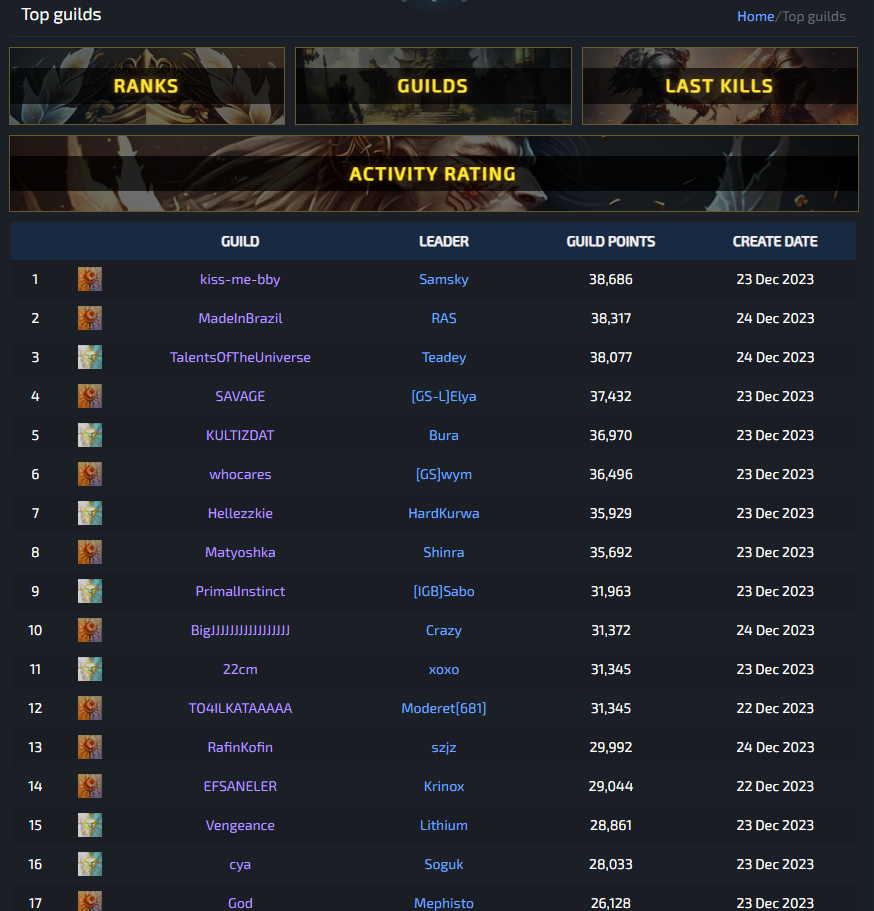 Top guilds
Home/Top guilds
RANKS GUILDS LAST KILLS
ACTIVITY RATING
GUILD LEADER GUILD POINTS CREATE DATE
1 kiss-me-bby Samsky 38,686 23 Dec 2023
2 MadeInBrazil RAS 38,317 24 Dec 2023
3 TalentsOfTheUniverse Teadey 38,077 24 Dec 2023
4 SAVAGE [GS-L]Elya 37,432 23 Dec 2023
5 KULTIZDAT Bura 36,970 23 Dec 2023
6 whocares [GS]wym 36,496 23 Dec 2023
7 Hellezzkie HardKurwa 35,929 23 Dec 2023
8 Matyoshka Shinra 35,692 23 Dec 2023
9 PrimalInstinct [IGB]Sabo 31,963 23 Dec 2023
10 BigJJJJJJJJJJJJJJJJJ Crazy 31,372 24 Dec 2023
11 22cm xoxo 31,345 23 Dec 2023
12 TO4ILKATAAAAA Moderet[681] 31,345 22 Dec 2023
13 RafinKofin szjz 29,992 24 Dec 2023
14 EFSANELER Krinox 29,044 22 Dec 2023
15 Vengeance Lithium 28,861 23 Dec 2023
16 cya Soguk 28,033 23 Dec 2023
17 God Mephisto 26,128 23 Dec 2023